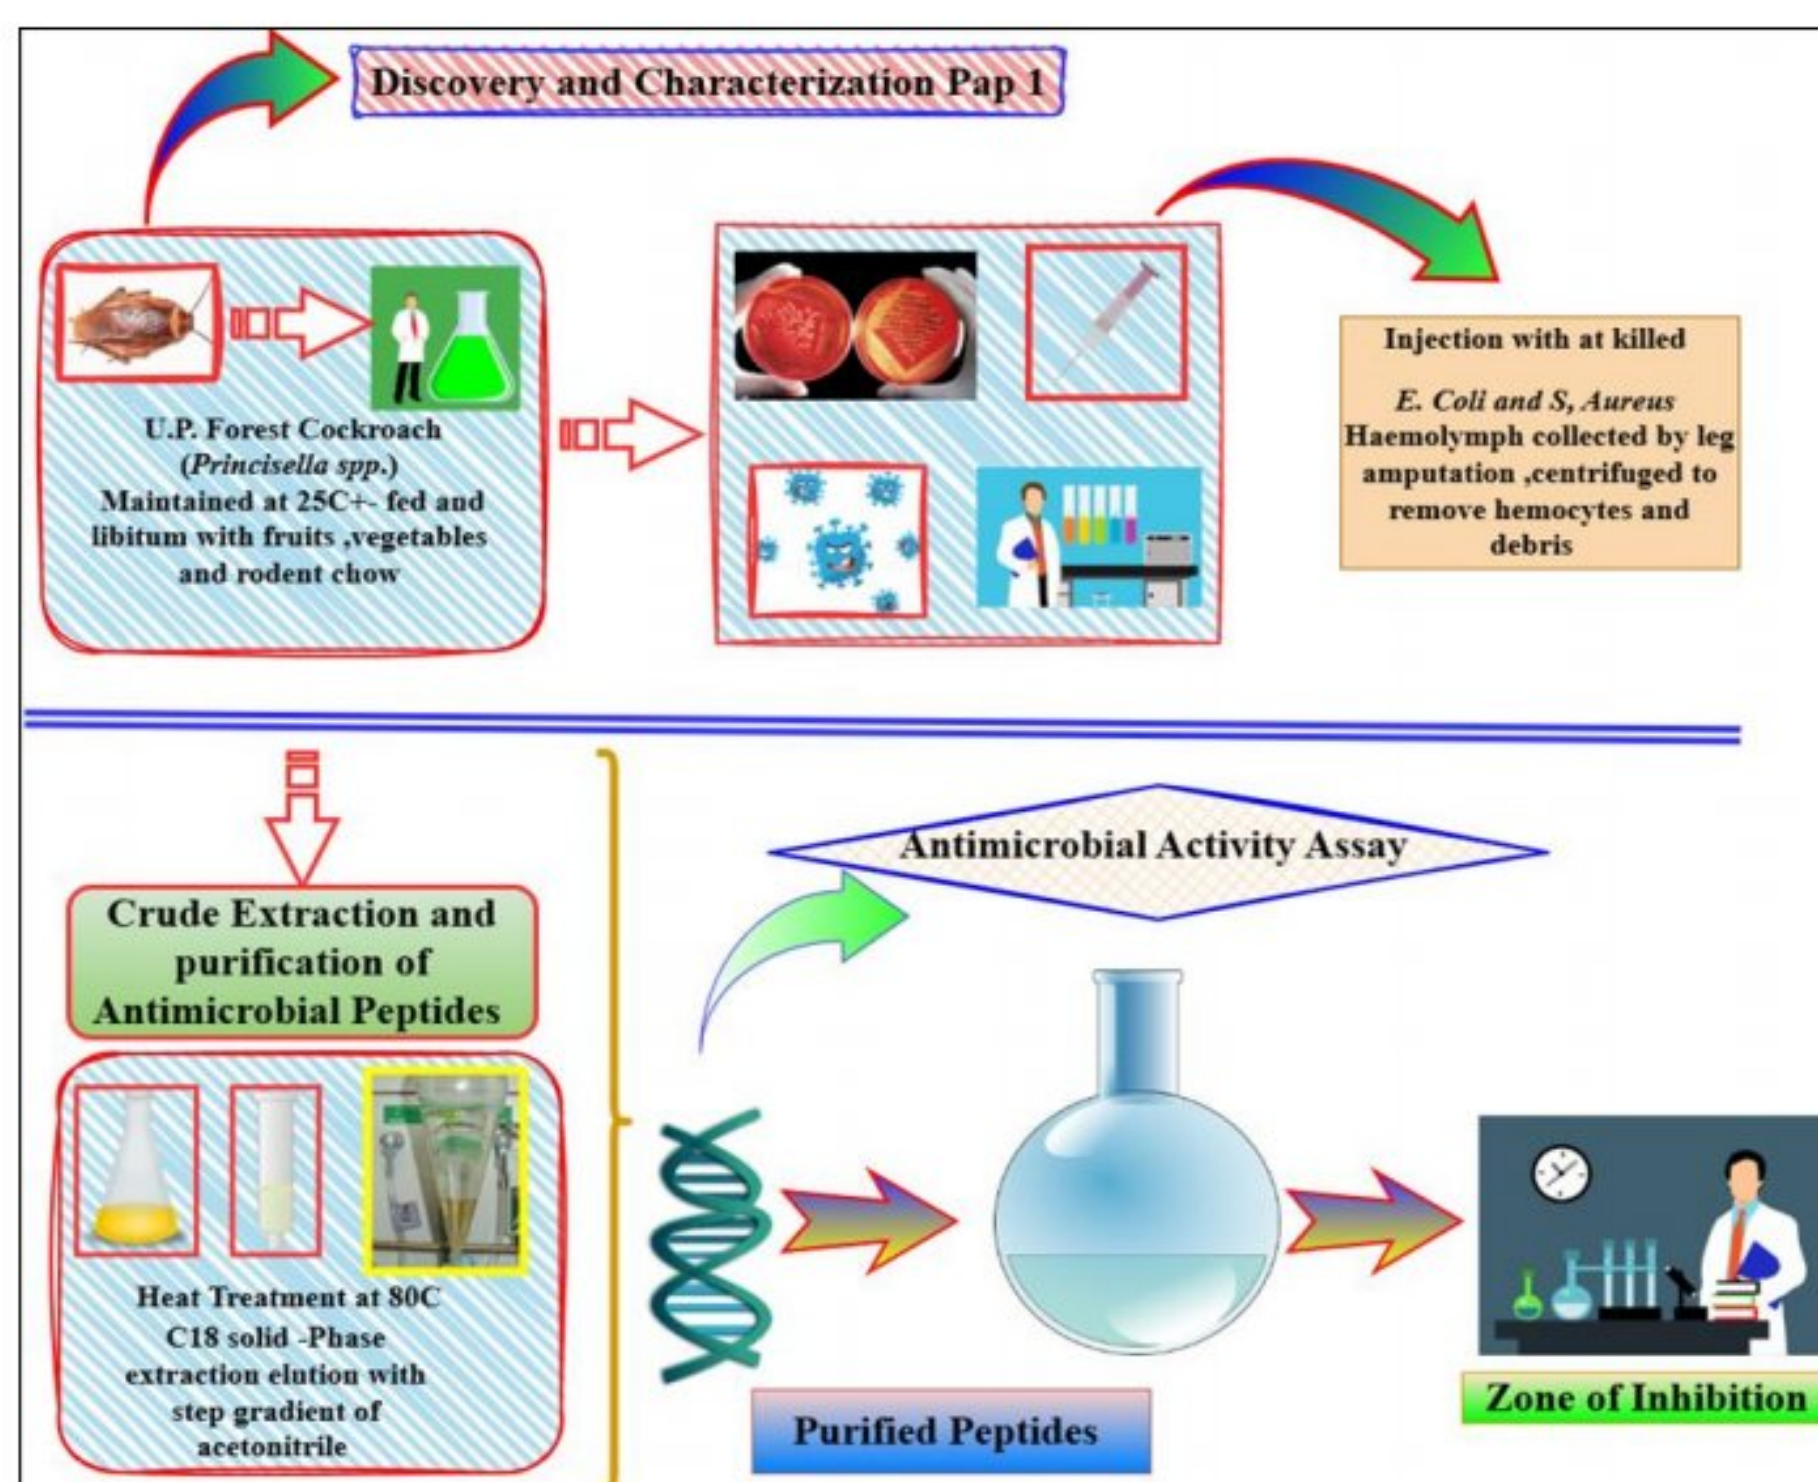 Discovery and Characterization Pap 1
U.P. Forest Cockroach
(Princisella spp.)
Maintained at 25C+- fed and
libitum with fruits ,vegetables
and rodent chow
Injection with at killed
E. Coli and S, Aureus
Haemolymph collected by leg
amputation ,centrifuged to
remove hemocytes and
debris
Crude Extraction and
purification of
Antimicrobial Peptides
Heat Treatment at 80C
C18 solid -Phase
extraction elution with
step gradient of
acetonitrile
Antimicrobial Activity Assay
Purified Peptides
Zone of Inhibition